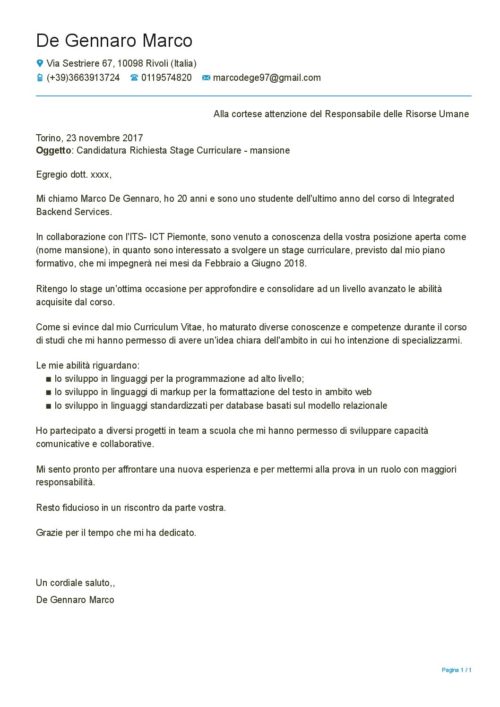 De Gennaro Marco
Via Sestriere 67, 10098 Rivoli (Italia)
(+39)3663913724 0119574820 marcodege97@gmail.com
Alla cortese attenzione del Responsabile delle Risorse Umane
Torino, 23 novembre 2017
Oggetto: Candidatura Richiesta Stage Curriculare - mansione
Egregio dott. xxxx,
Mi chiamo Marco De Gennaro, ho 20 anni e sono uno studente dell'ultimo anno del corso di Integrated
Backend Services.
In collaborazione con l'ITS- ICT Piemonte, sono venuto a conoscenza della vostra posizione aperta come
(nome mansione), in quanto sono interessato a svolgere un stage curriculare, previsto dal mio piano
formativo, che mi impegnerà nei mesi da Febbraio a Giugno 2018.
Ritengo lo stage un'ottima occasione per approfondire e consolidare ad un livello avanzato le abilità
acquisite dal corso.
Come si evince dal mio Curriculum Vitae, ho maturato diverse conoscenze e competenze durante il corso
di studi che mi hanno permesso di avere un'idea chiara dell'ambito in cui ho intenzione di specializzarmi.
Le mie abilità riguardano:
■ lo sviluppo in linguaggi per la programmazione ad alto livello;
■ lo sviluppo in linguaggi di markup per la formattazione del testo in ambito web
■ lo sviluppo in linguaggi standardizzati per database basati sul modello relazionale
Ho partecipato a diversi progetti in team a scuola che mi hanno permesso di sviluppare capacità
comunicative e collaborative.
Mi sento pronto per affrontare una nuova esperienza e per mettermi alla prova in un ruolo con maggiori
responsabilità.
Resto fiducioso in un riscontro da parte vostra.
Grazie per il tempo che mi ha dedicato.
Un cordiale saluto,,
De Gennaro Marco
Pagina 1 / 1